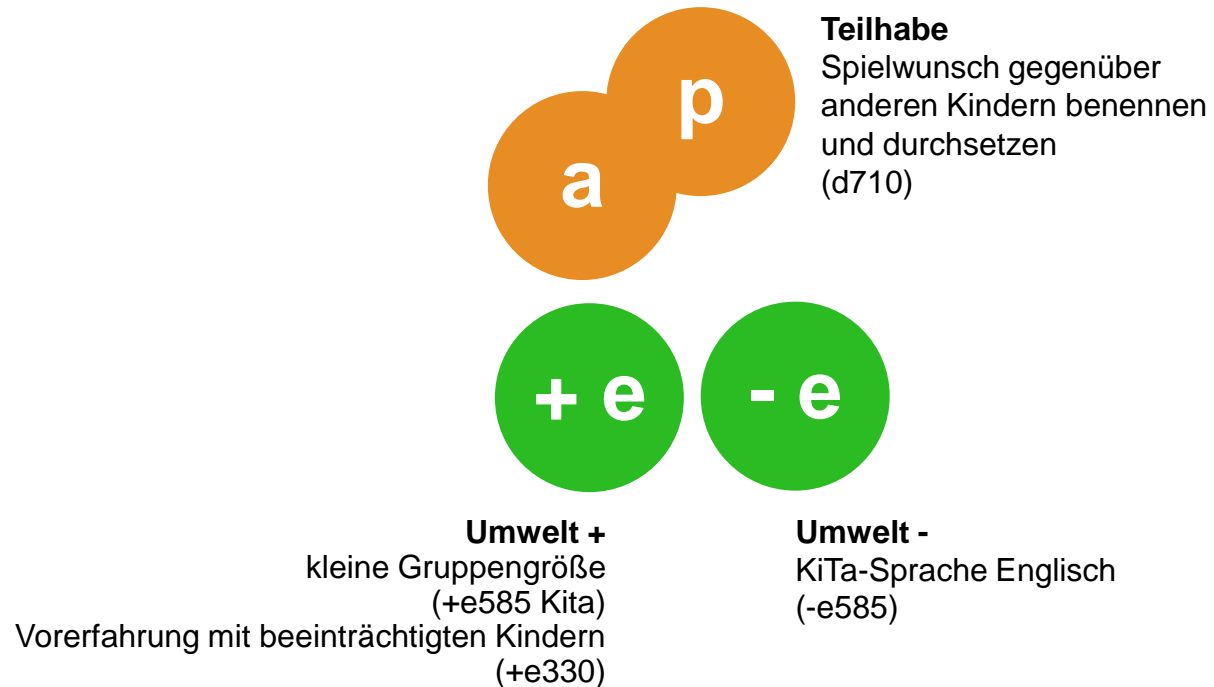 Teilhabe
Spielwunsch gegenüber
anderen Kindern benennen
und durchsetzen
(d710)
p
a
+ e
- e
Umwelt +
kleine Gruppengröße
(+e585 Kita)
Vorerfahrung mit beeinträchtigten Kindern
(+e330)
Umwelt -
KiTa-Sprache Englisch
(-e585)